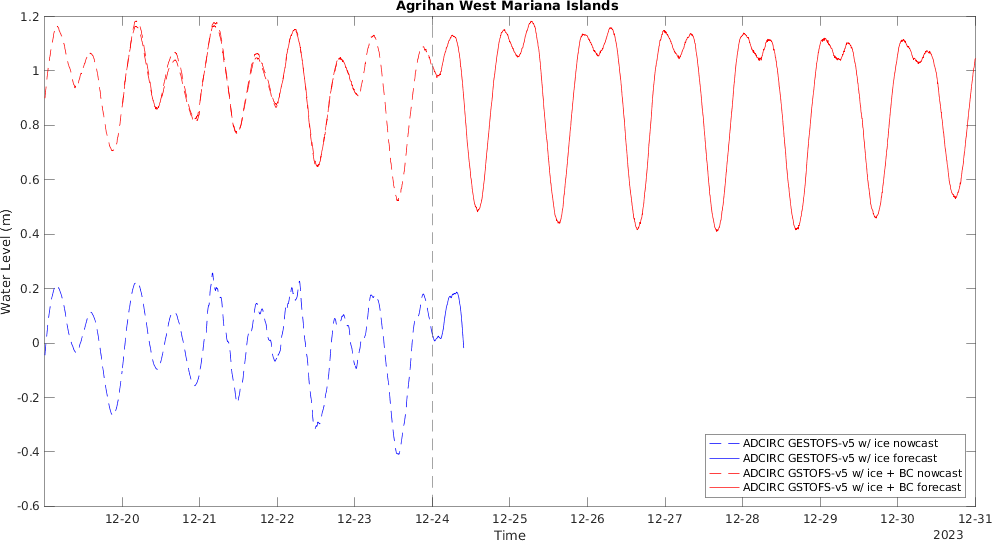 Agrihan West Mariana Islands
1.2
1
0.8
0.6
0.4
0.2
0
-0.2
-0.4
-0.6
Water Level (m)
ADCIRC GESTOFS-v5 w/ ice nowcast
ADCIRC GESTOFS-v5 w/ ice forecast
ADCIRC GSTOFS-v5 w/ ice + BC nowcast
ADCIRC GSTOFS-v5 w/ ice + BC forecast
12-20 12-21 12-22 12-23 12-24 12-25 12-26 12-27 12-28 12-29 12-30 12-31
Time
2023